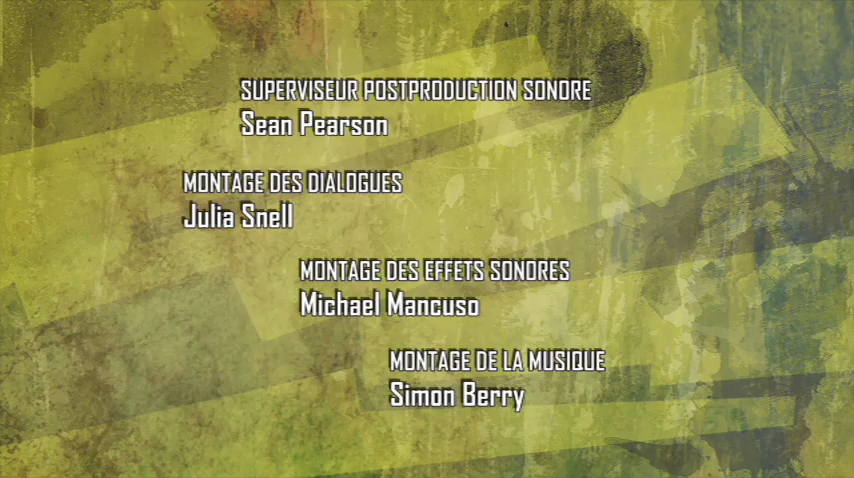 SUPERVISEUR POSTPRODUCTION SONORE
Sean Pearson
MONTAGE DES DIALOGUES
Julia Snell
MONTAGE DES EFFETS SONORES
Michael Mancuso
MONTAGE DE LA MUSIQUE
Simon Berry